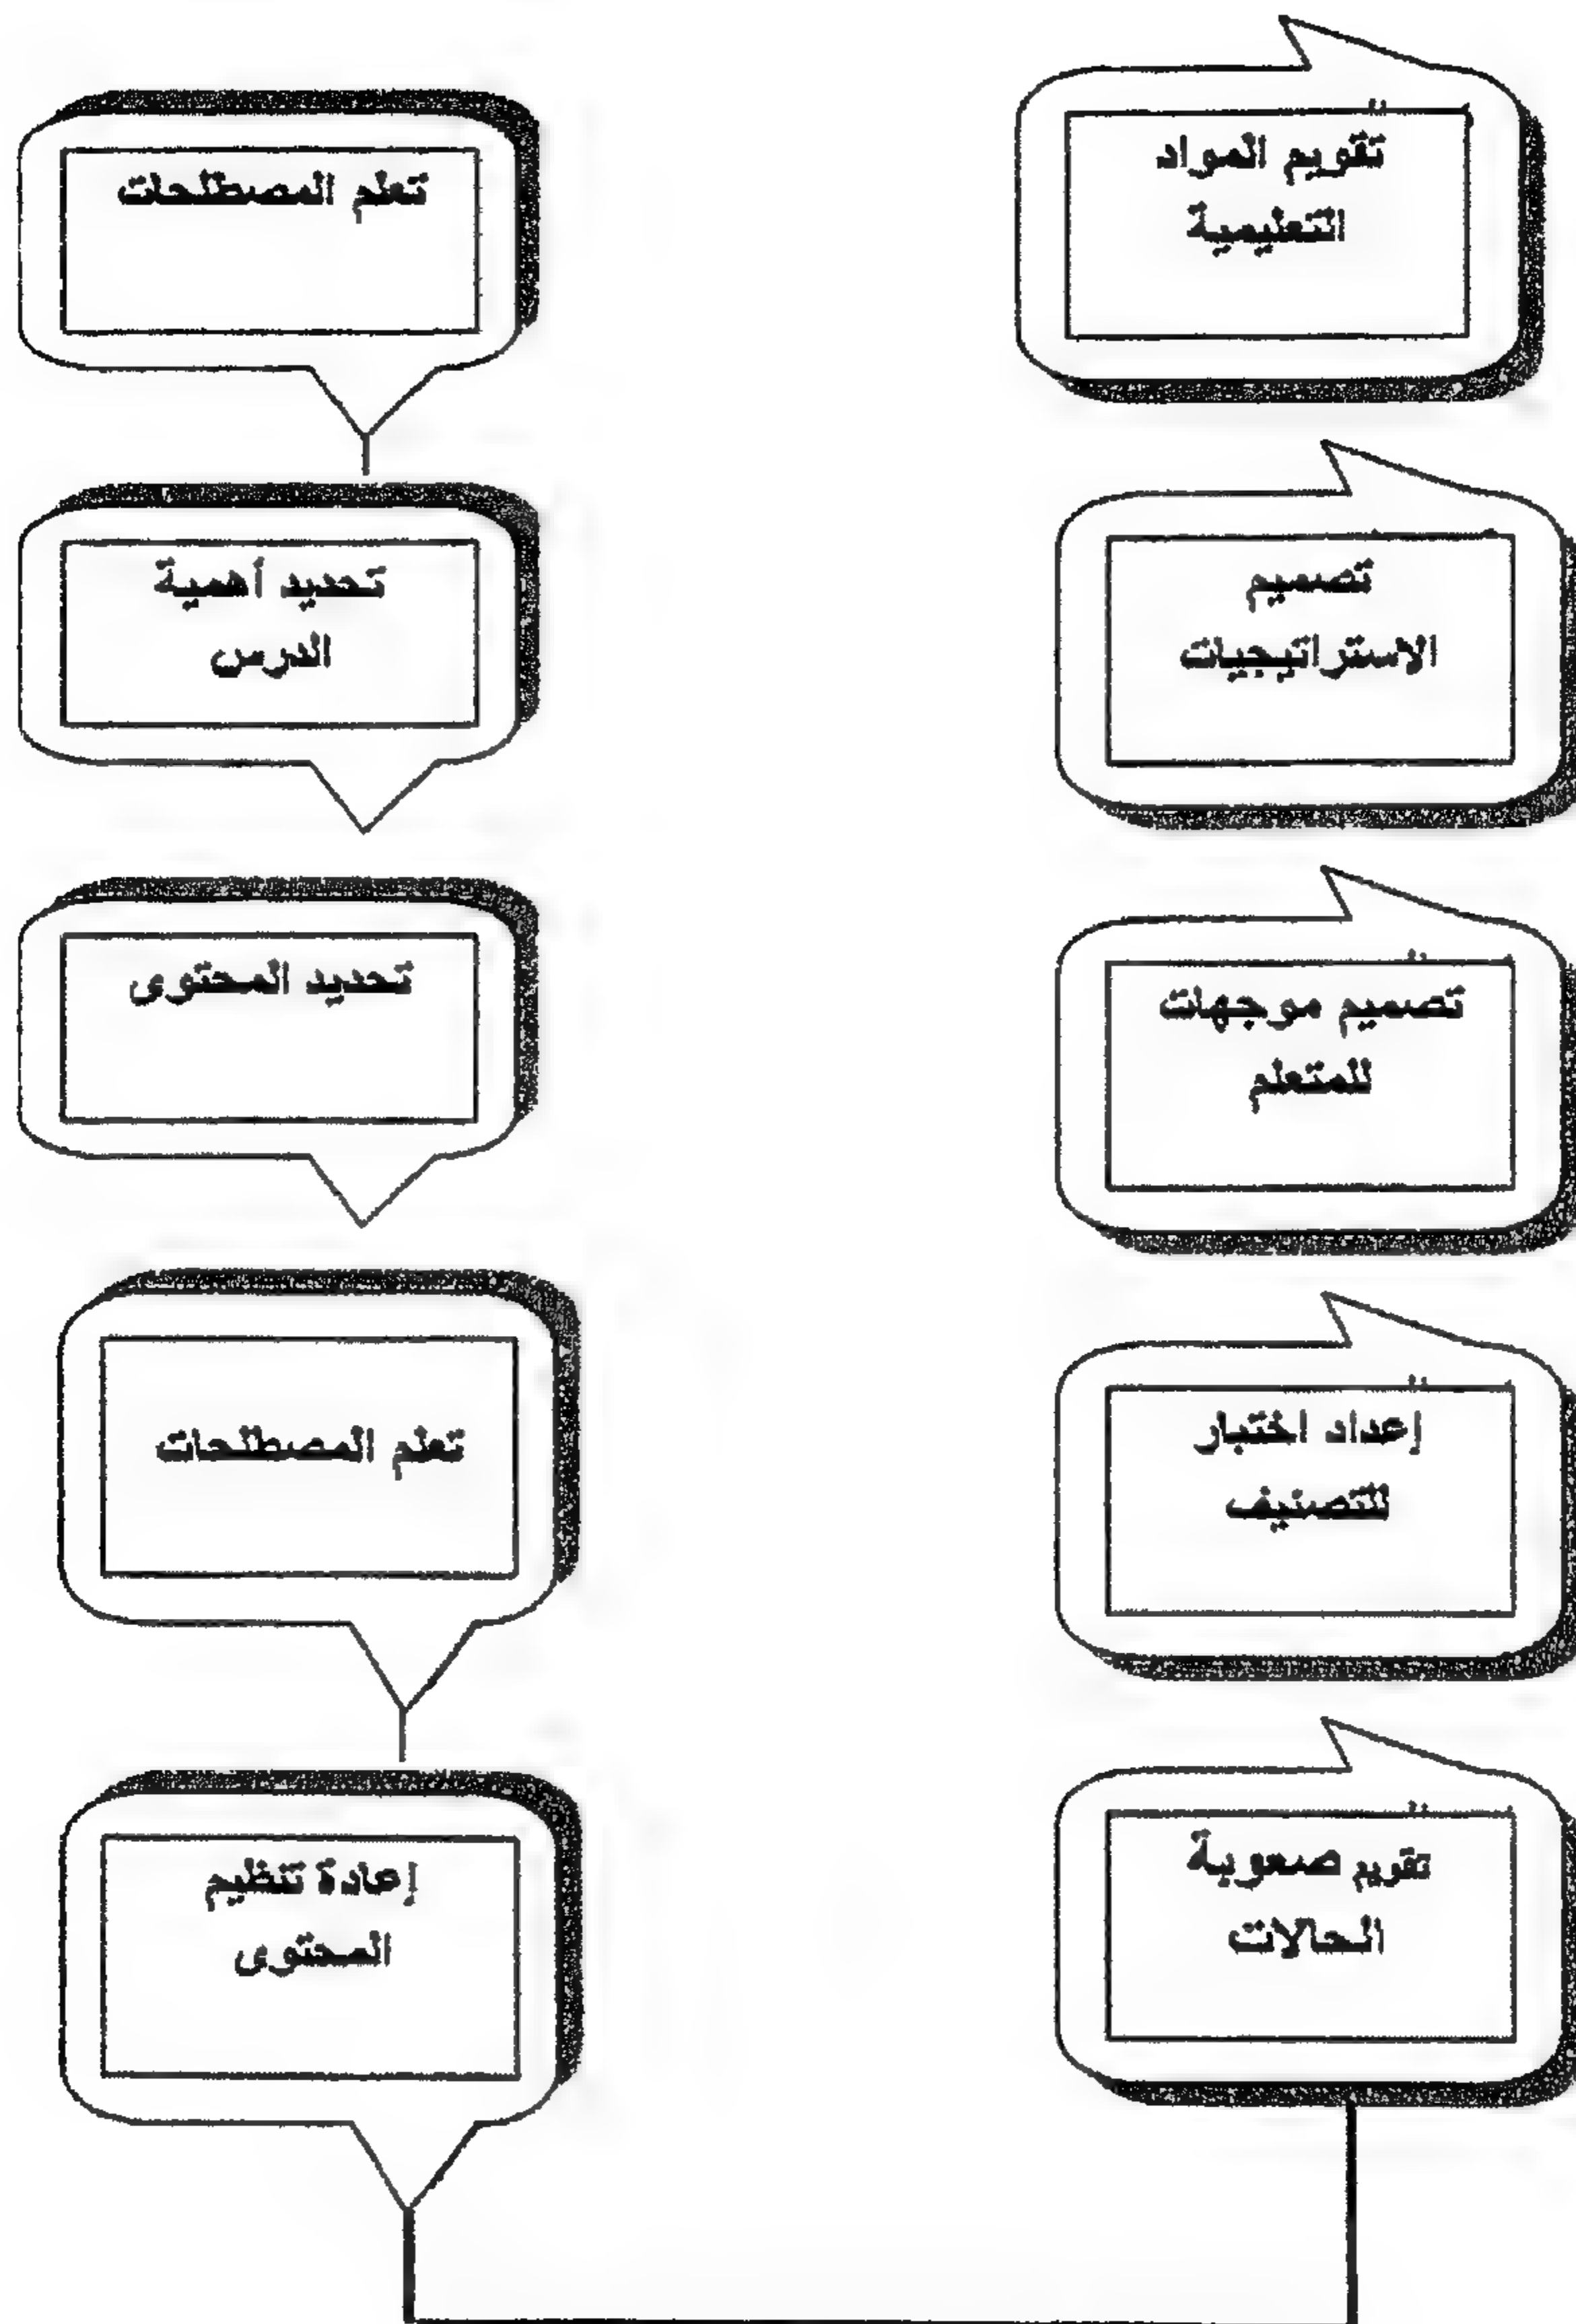 تعلم المصطلحات
تحديد أهمية
الدرس
تحديد المحتوى
تعلم المصطلحات
إعادة تنظيم
المحتوى
تقويم المواد
التعليمية
تصميم
الاستراتيجيات
تصميم موجهات
للمتعلم
إعداد اختبار
للتصنيف
تقويم صعوبة
الحالات